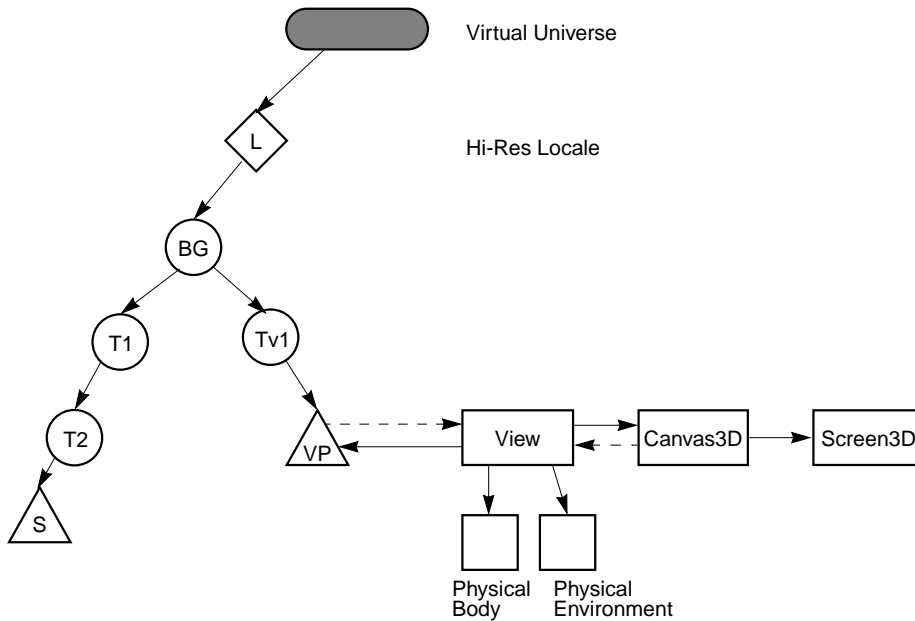 Virtual Universe
L
Hi-Res Locale
BG
T1
Tv1
T2
VP
View
Canvas3D
Screen3D
S
Physical
Body
Physical
Environment